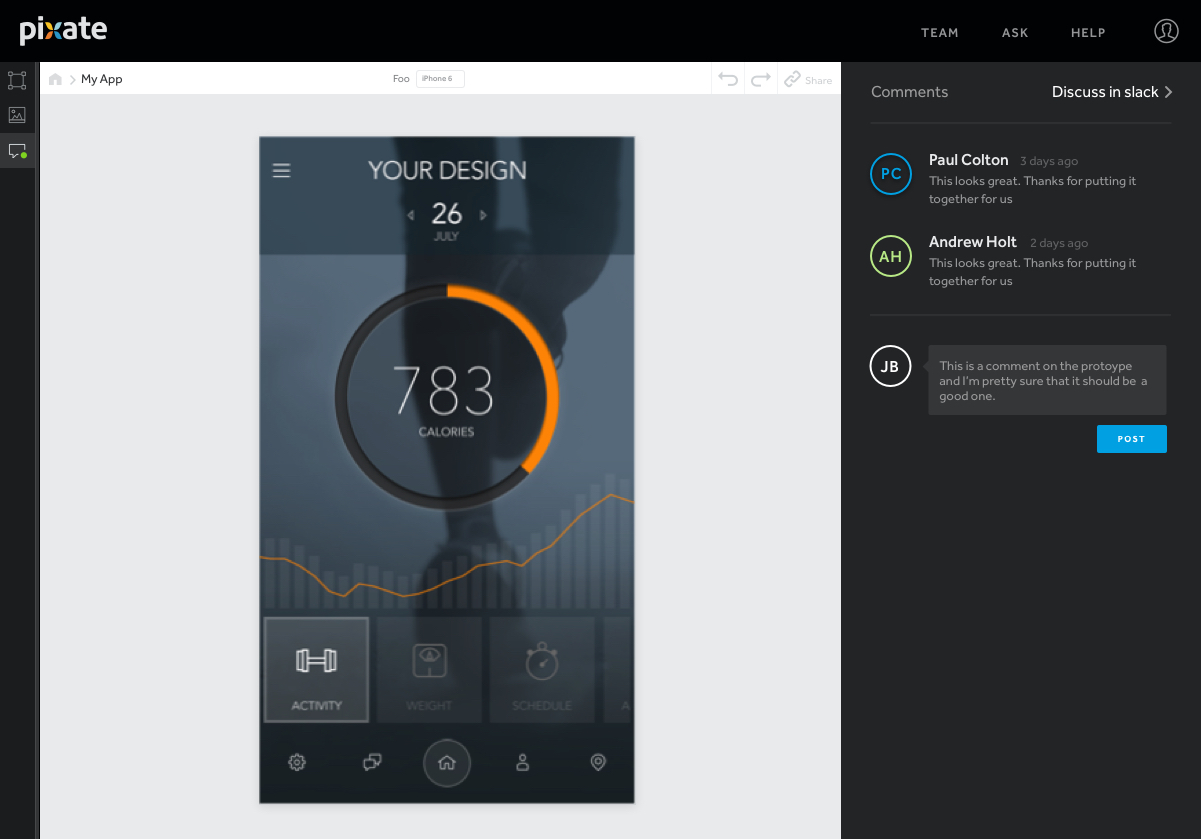 pixate
TEAM
ASK
HELP
My App
Foo
iPhone 6
Share
Comments
Discuss in slack
PC
Paul Colton
3 days ago
This looks great. Thanks for putting it
together for us
AH
Andrew Holt
2 days ago
This looks great. Thanks for putting it
together for us
JB
This is a comment on the protoype
and I'm pretty sure that it should be a
good one.
POST
YOUR DESIGN
26
JULY
783
CALORIES
ACTIVITY
WEIGHT
SCHEDULE
A